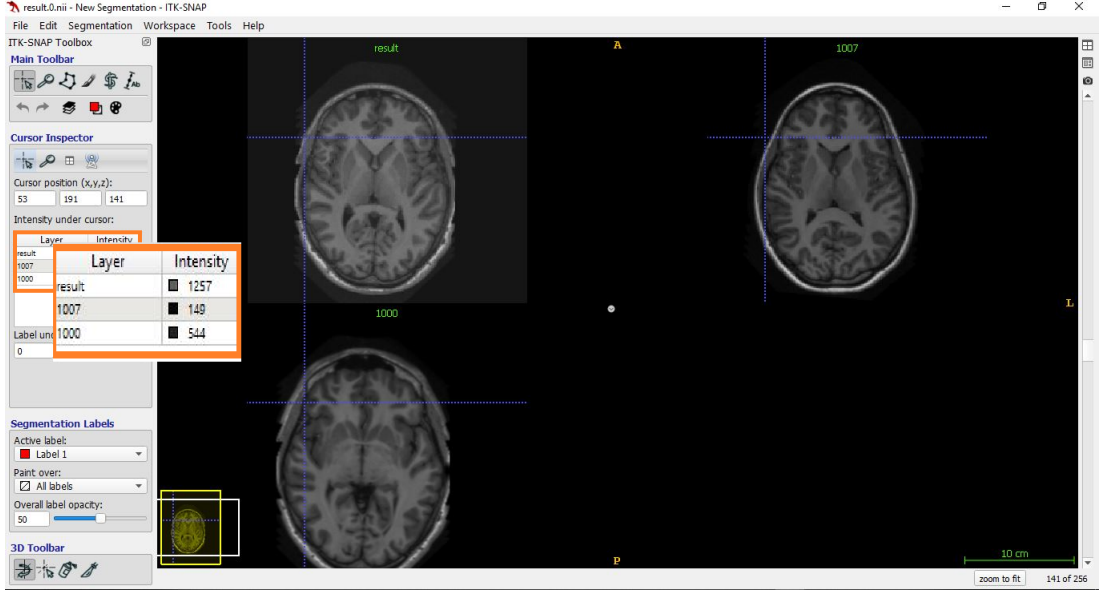 result.0.nii - New Segmentation - ITK-SNAP
File Edit Segmentation Workspace Tools Help
ITK-SNAP Toolbox
Main Toolbar
Cursor Inspector
Cursor position (x,y,z):
53 191 141
Intensity under cursor:
Layer Intensity
result
1007
1000
Layer Intensity
result 1257
1007 149
1000 544
Label und
0
Segmentation Labels
Active label:
Label 1
Paint over:
All labels
Overall label opacity:
50
3D Toolbar
result
A
1007
L
1000
P
10 cm
zoom to fit 141 of 256